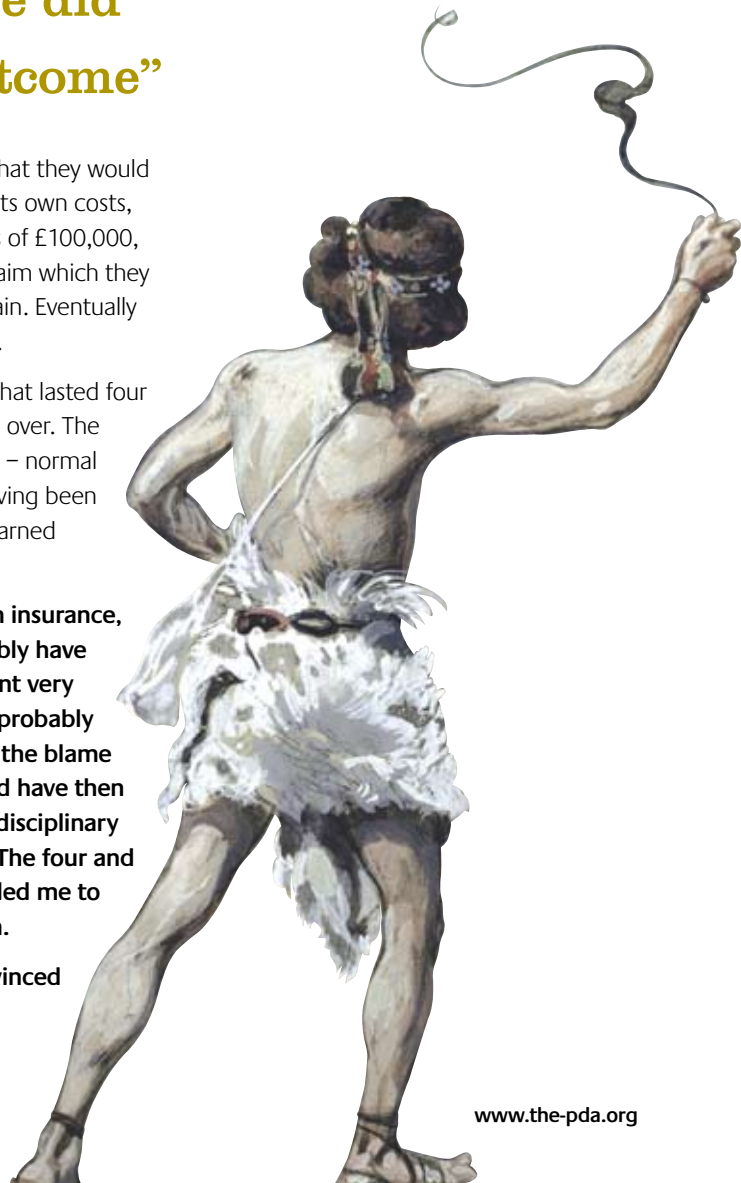 e did
tcome”
hat they would
ts own costs,
s of £100,000,
aim which they
ain. Eventually
.
hat lasted four
over. The
– normal
ving been
arned
n insurance,
bly have
nt very
probably
the blame
d have then
disciplinary
The four and
led me to
n.
vinced
www.the-pda.org